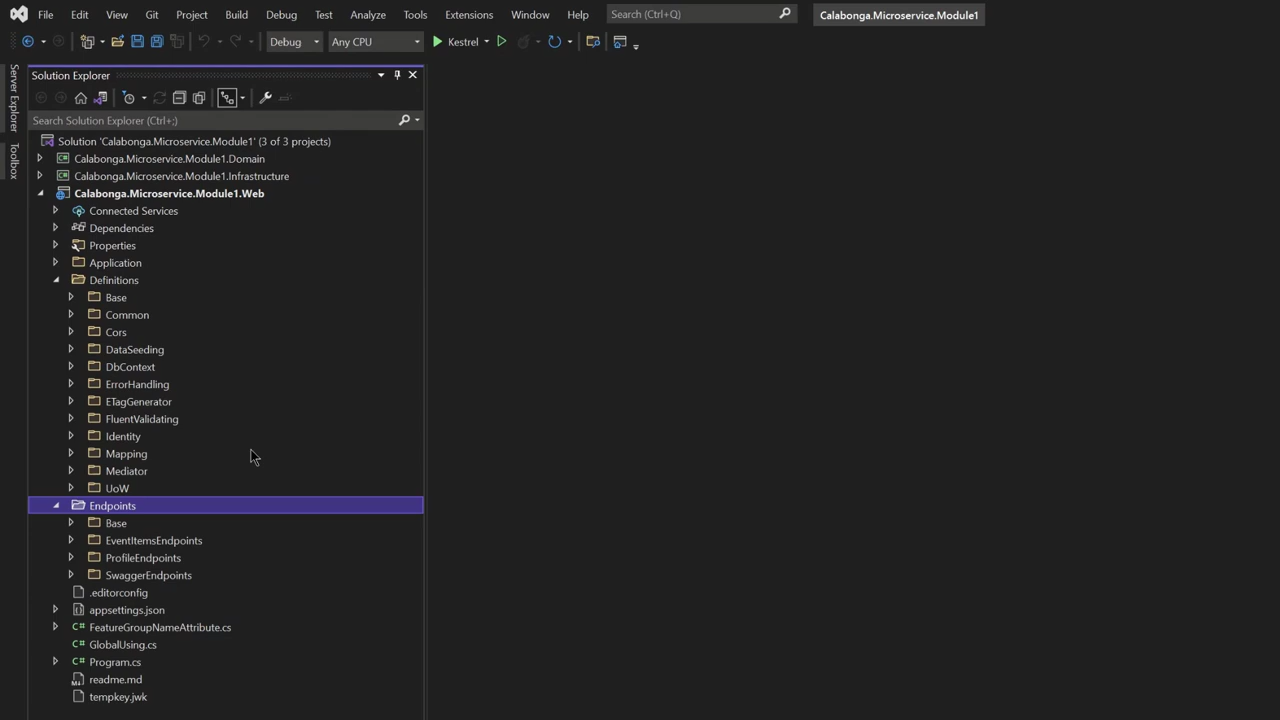 File Edit View Git Project Build Debug Test Analyze Tools Extensions Window Help Search (Ctrl+Q) Calabonga.Microservice.Module1
Debug Any CPU Kestrel
Server Explorer
Toolbox
Solution Explorer
Search Solution Explorer (Ctrl+;)
Solution 'Calabonga.Microservice.Module1' (3 of 3 projects)
Calabonga.Microservice.Module1.Domain
Calabonga.Microservice.Module1.Infrastructure
Calabonga.Microservice.Module1.Web
Connected Services
Dependencies
Properties
Application
Definitions
Base
Common
Cors
DataSeeding
DbContext
ErrorHandling
ETagGenerator
FluentValidating
Identity
Mapping
Mediator
UoW
Endpoints
Base
EventItemsEndpoints
ProfileEndpoints
SwaggerEndpoints
.editorconfig
appsettings.json
C# FeatureGroupNameAttribute.cs
C# GlobalUsing.cs
C# Program.cs
readme.md
tempkey.jwk